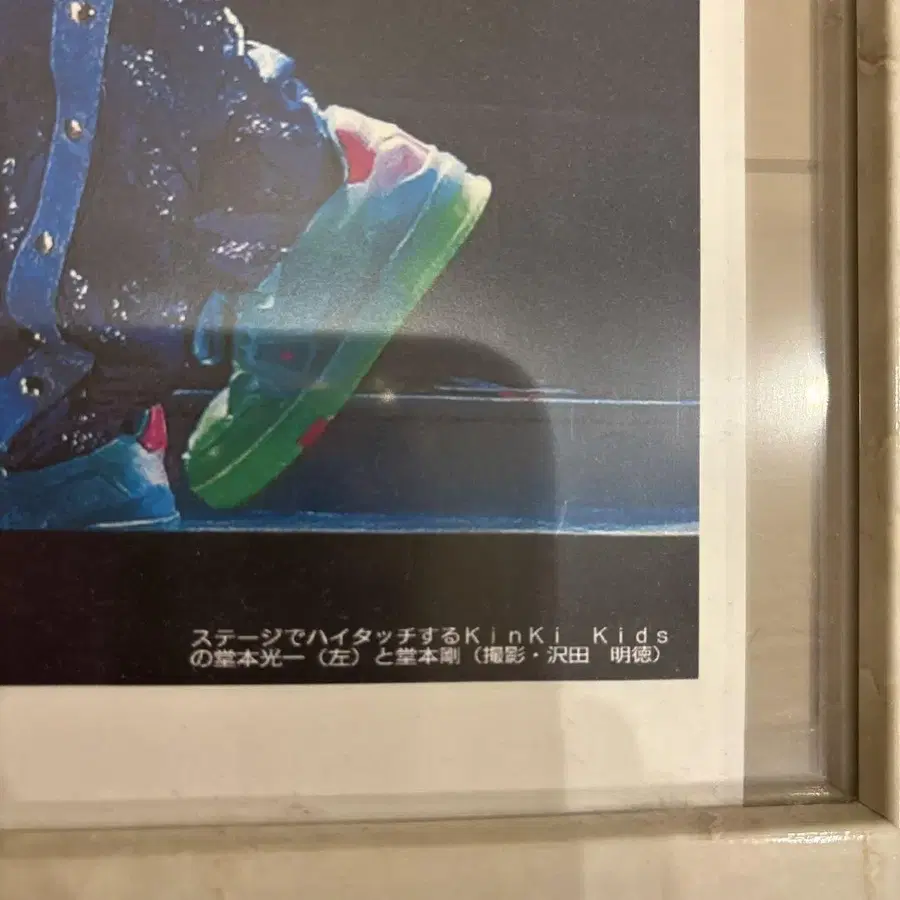 ステージでハイタッチするＫｉｎＫｉ　Ｋｉｄｓ
の堂本光一（左）と堂本剛（撮影・沢田　明徳）